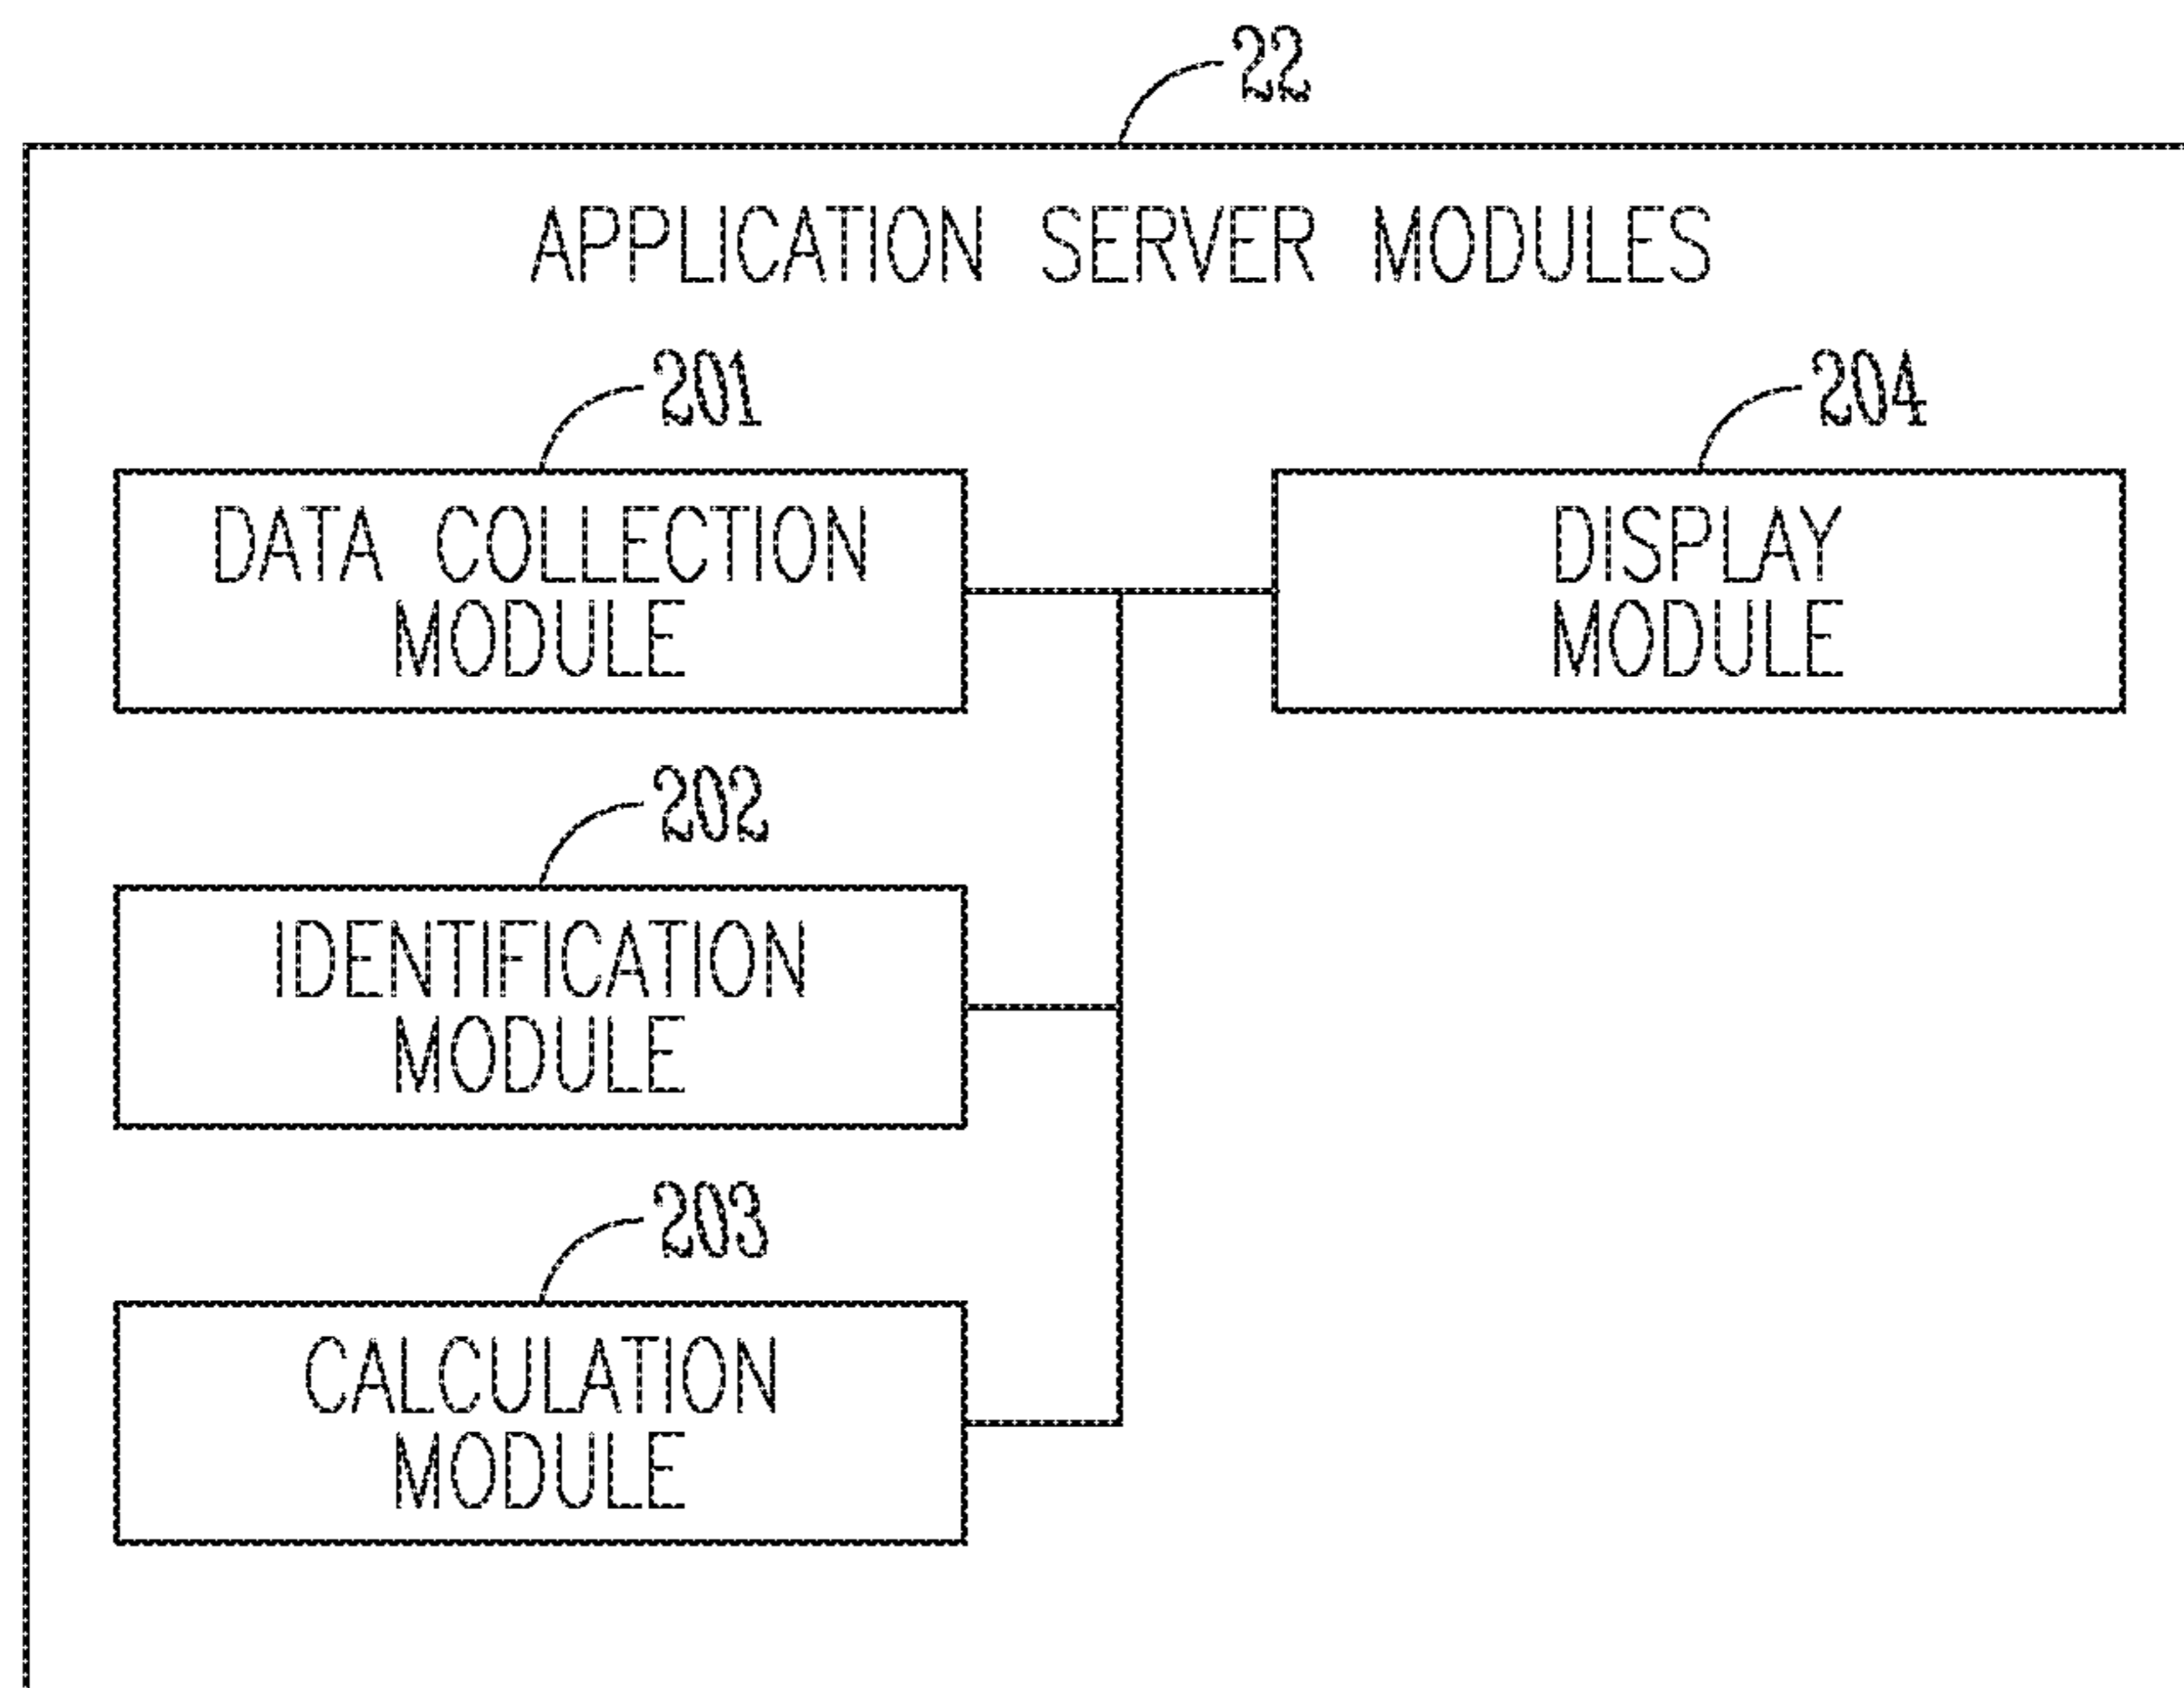 22
APPLICATION SERVER MODULES
201
DATA COLLECTION
MODULE
204
DISPLAY
MODULE
202
IDENTIFICATION
MODULE
203
CALCULATION
MODULE